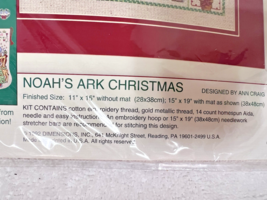 NOAH'S ARK CHRISTMAS
DESIGNED BY ANN CRAIG
Finished Size: 11" x 15" without mat (28x38cm); 15" x 19" with mat as shown (38x48cm)
KIT CONTAINS cotton embroidery thread, gold metallic thread, 14 count homespun Aida,
needle and easy instructions. An embroidery hoop or 15" x 19" (38x48cm) needlework
stretcher bars are recommended for stitching this design.
DIMENSIONS, INC., 641 McKnight Street, Reading, PA 19601-2499 U.S.A.
in U.S.A. All rights reserved.
from